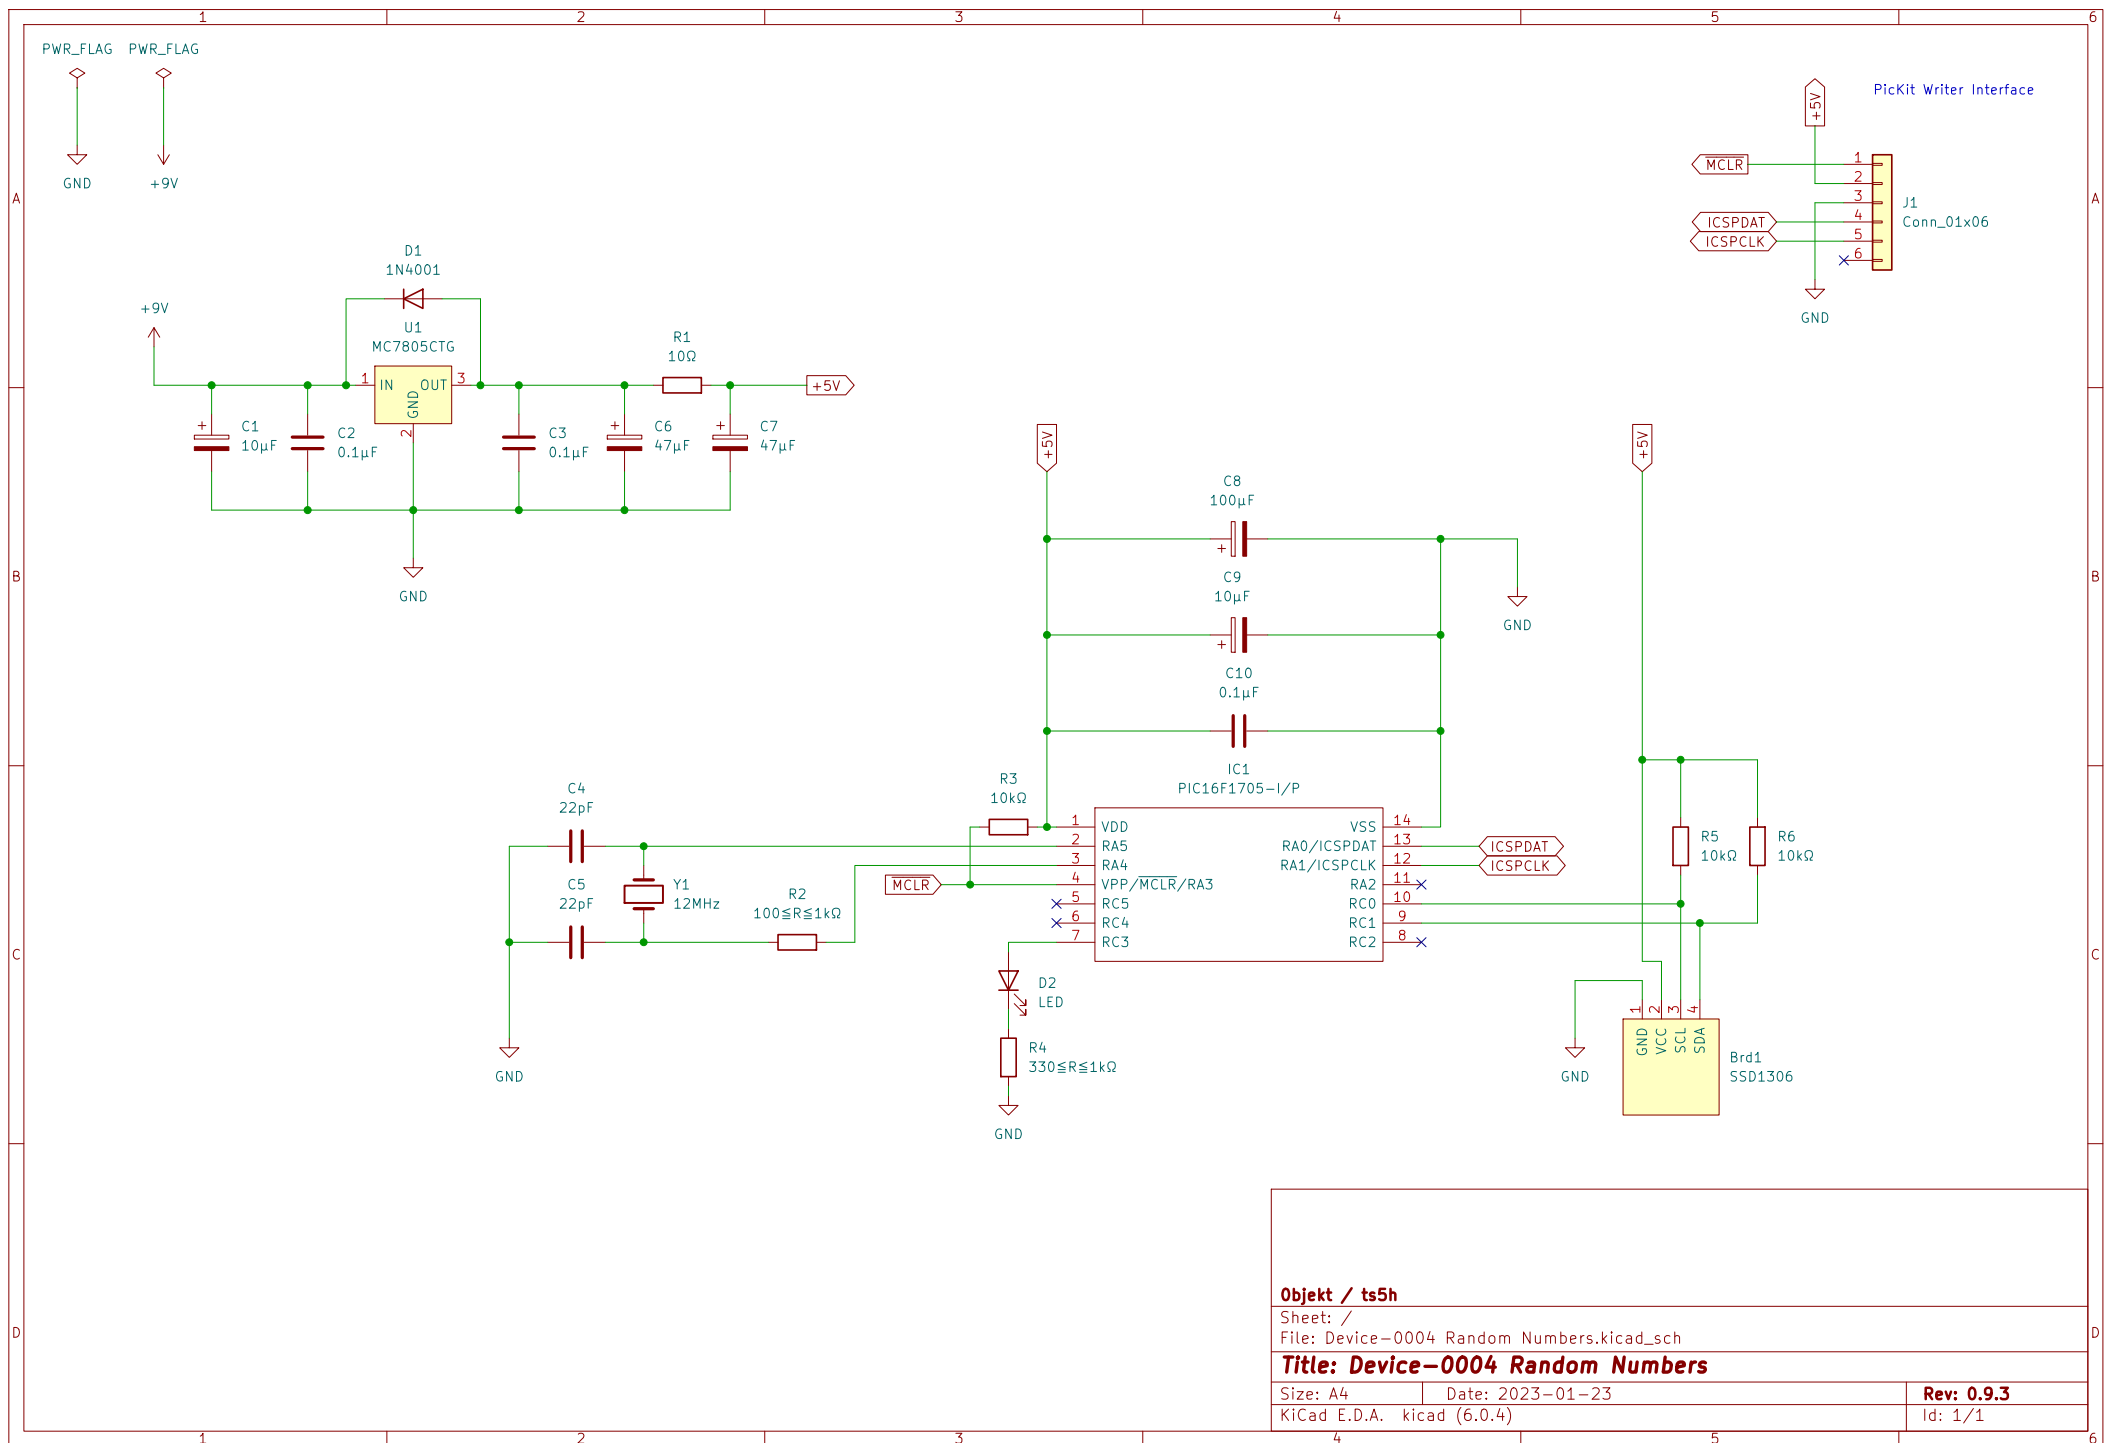 1 2 3 4 5 6
PWR_FLAG PWR_FLAG
GND +9V
A
A
+5V
PicKit Writer Interface
MCLR
ICSPDAT
ICSPCLK
1
2
3
4
5
6
J1
Conn_01x06
GND
D1
1N4001
+9V
U1
MC7805CTG
1 IN OUT 3
GND
2
R1
10Ω
+5V
C1
10µF
C2
0.1µF
C3
0.1µF
C6
47µF
C7
47µF
+
+
+
GND
B
B
+5V
C8
100µF
+
C9
10µF
+
C10
0.1µF
GND
+5V
IC1
PIC16F1705-I/P
R3
10kΩ
1 VDD VSS 14
2 RA5 RA0/ICSPDAT 13
3 RA4 RA1/ICSPCLK 12
4 VPP/MCLR/RA3 RA2 11
5 RC5 RC0 10
6 RC4 RC1 9
7 RC3 RC2 8
ICSPDAT
ICSPCLK
MCLR
C4
22pF
C5
22pF
Y1
12MHz
R2
100≦R≦1kΩ
GND
D2
LED
R4
330≦R≦1kΩ
GND
R5
10kΩ
R6
10kΩ
1 2 3 4
GND VCC SCL SDA
Brd1
SSD1306
GND
C
C
D
D
Objekt / ts5h
Sheet: /
File: Device-0004 Random Numbers.kicad_sch
Title: Device-0004 Random Numbers
Size: A4 Date: 2023-01-23 Rev: 0.9.3
KiCad E.D.A. kicad (6.0.4) Id: 1/1
1 2 3 4 5 6